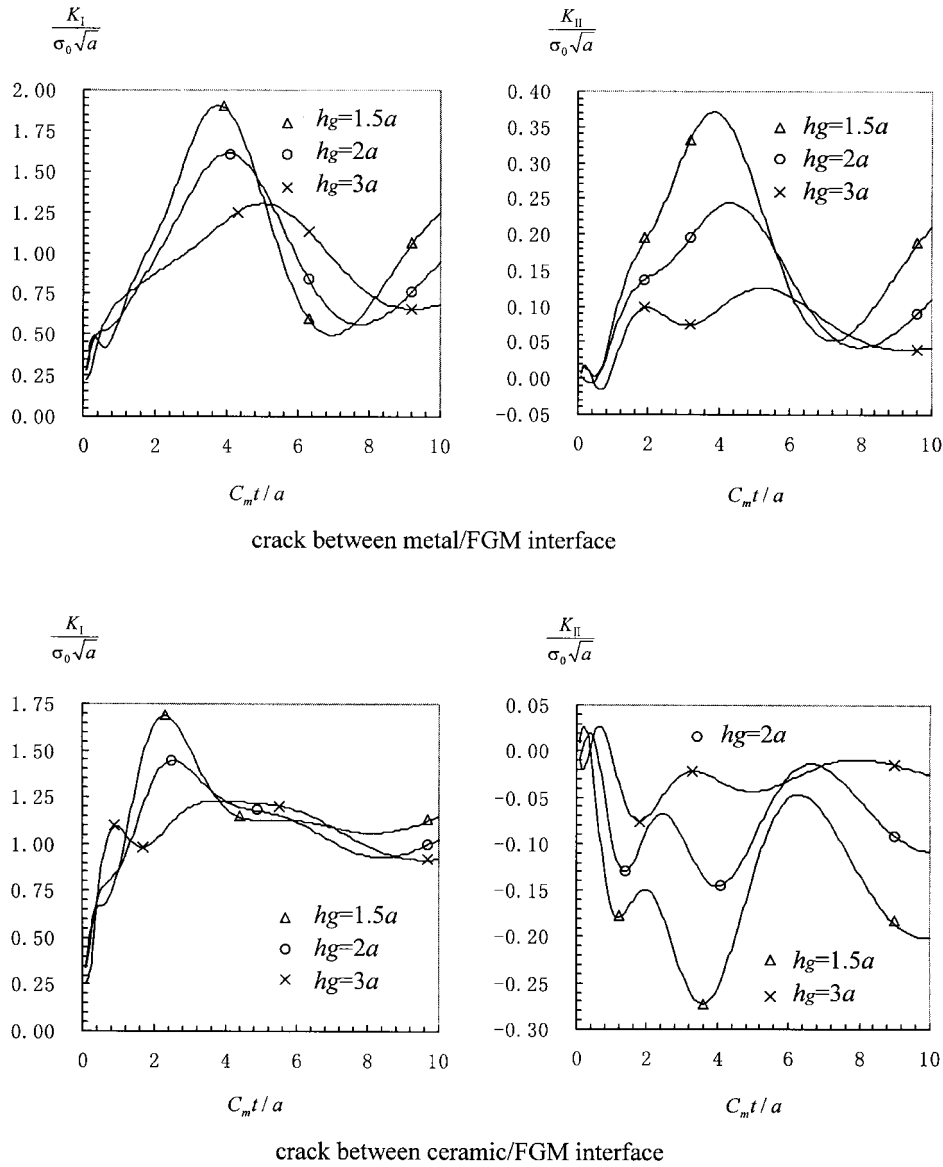 K_I / σ_0√a
2.00
1.75
1.50
1.25
1.00
0.75
0.50
0.25
0.00
0 2 4 6 8 10
C_m t / a
△ hg=1.5a
○ hg=2a
× hg=3a
K_II / σ_0√a
0.40
0.35
0.30
0.25
0.20
0.15
0.10
0.05
0.00
-0.05
0 2 4 6 8 10
C_m t / a
△ hg=1.5a
○ hg=2a
× hg=3a
crack between metal/FGM interface
K_I / σ_0√a
1.75
1.50
1.25
1.00
0.75
0.50
0.25
0.00
0 2 4 6 8 10
C_m t / a
△ hg=1.5a
○ hg=2a
× hg=3a
K_II / σ_0√a
0.05
0.00
-0.05
-0.10
-0.15
-0.20
-0.25
-0.30
0 2 4 6 8 10
C_m t / a
○ hg=2a
△ hg=1.5a
× hg=3a
crack between ceramic/FGM interface